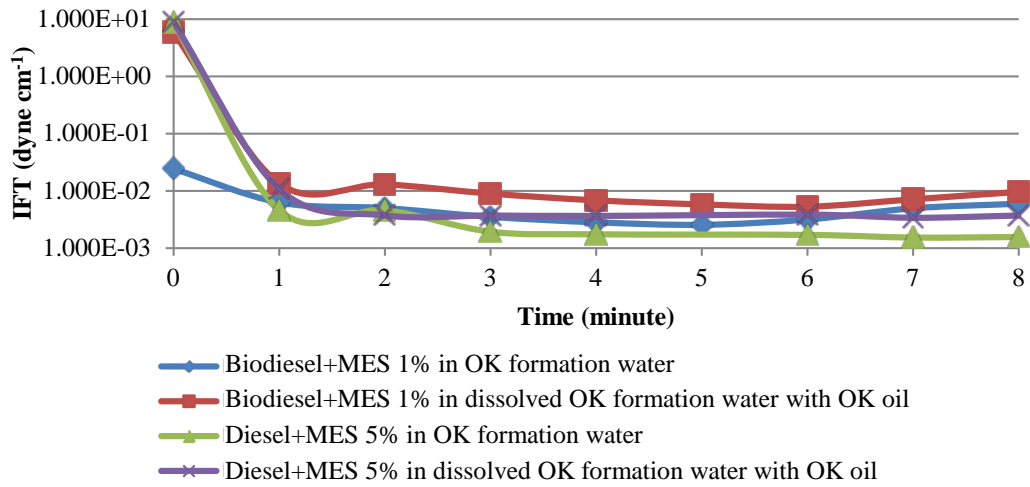 1.000E+01
1.000E+00
1.000E-01
1.000E-02
1.000E-03
IFT (dyne cm-1)
0 1 2 3 4 5 6 7 8
Time (minute)
Biodiesel+MES 1% in OK formation water
Biodiesel+MES 1% in dissolved OK formation water with OK oil
Diesel+MES 5% in OK formation water
Diesel+MES 5% in dissolved OK formation water with OK oil